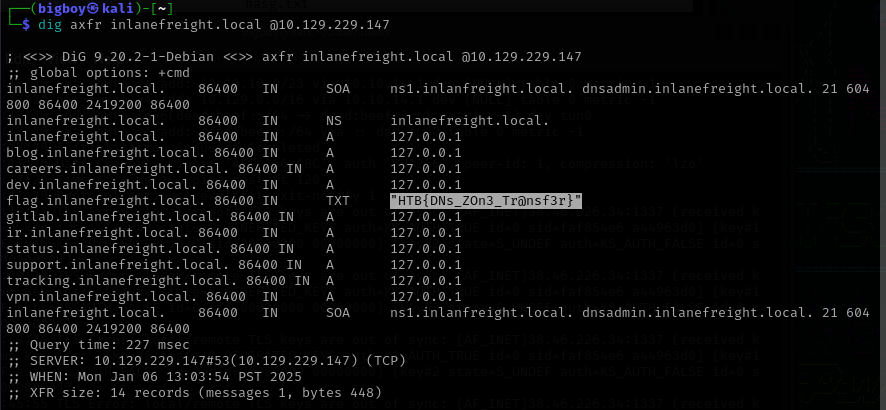 (bigboy㉿kali)-[~]
$ dig axfr inlanefreight.local @10.129.229.147
; <<>> DiG 9.20.2-1-Debian <<>> axfr inlanefreight.local @10.129.229.147
;; global options: +cmd
inlanefreight.local. 86400 IN SOA ns1.inlanfreight.local. dnsadmin.inlanefreight.local. 21 604
800 86400 2419200 86400
inlanefreight.local. 86400 IN NS inlanefreight.local.
inlanefreight.local. 86400 IN A 127.0.0.1
blog.inlanefreight.local. 86400 IN A 127.0.0.1
careers.inlanefreight.local. 86400 IN A 127.0.0.1
dev.inlanefreight.local. 86400 IN A 127.0.0.1
flag.inlanefreight.local. 86400 IN TXT "HTB{DNs_ZOn3_Tr@nsf3r}"
gitlab.inlanefreight.local. 86400 IN A 127.0.0.1
ir.inlanefreight.local. 86400 IN A 127.0.0.1
status.inlanefreight.local. 86400 IN A 127.0.0.1
support.inlanefreight.local. 86400 IN A 127.0.0.1
tracking.inlanefreight.local. 86400 IN A 127.0.0.1
vpn.inlanefreight.local. 86400 IN A 127.0.0.1
inlanefreight.local. 86400 IN SOA ns1.inlanfreight.local. dnsadmin.inlanefreight.local. 21 604
800 86400 2419200 86400
;; Query time: 227 msec
;; SERVER: 10.129.229.147#53(10.129.229.147) (TCP)
;; WHEN: Mon Jan 06 13:03:54 PST 2025
;; XFR size: 14 records (messages 1, bytes 448)